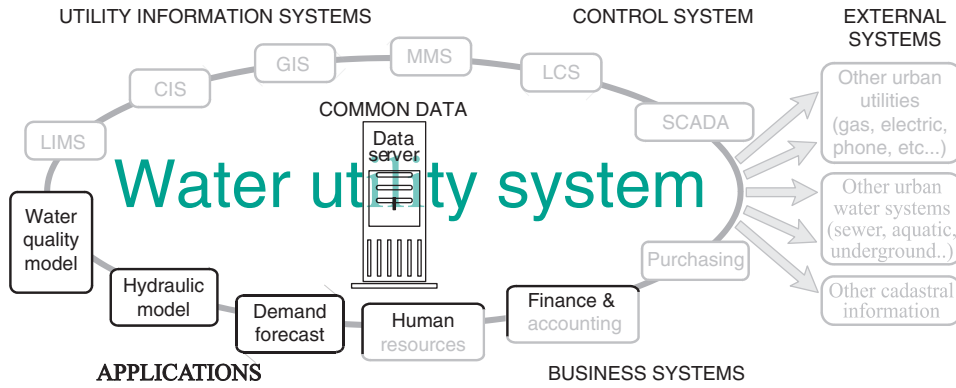 UTILITY INFORMATION SYSTEMS
CONTROL SYSTEM
EXTERNAL
SYSTEMS
MMS
GIS
LCS
CIS
Other urban
utilities
(gas, electric,
phone, etc...)
COMMON DATA
SCADA
LIMS
Data
server
Water utility system
Other urban
water systems
(sewer, aquatic,
underground..)
Water
quality
model
Purchasing
Hydraulic
model
Demand
forecast
Human
resources
Finance &
accounting
Other cadastral
information
APPLICATIONS
BUSINESS SYSTEMS